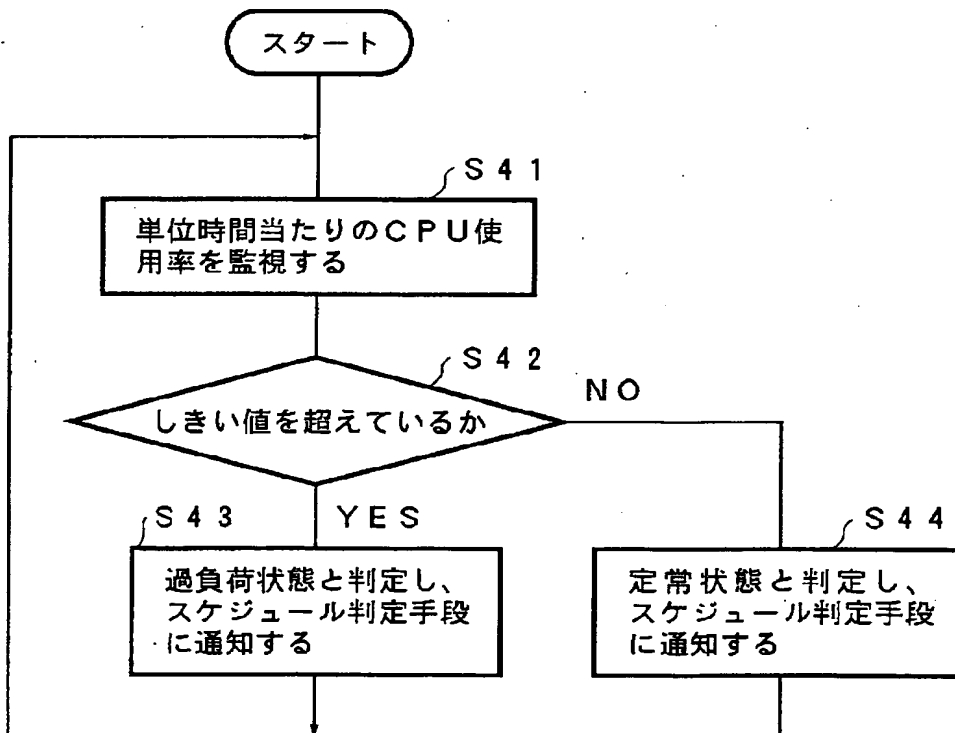 スタート
S41
単位時間当たりのCPU使
用率を監視する
S42
しきい値を超えているか
NO
YES
S43
過負荷状態と判定し、
スケジュール判定手段
に通知する
S44
定常状態と判定し、
スケジュール判定手段
に通知する